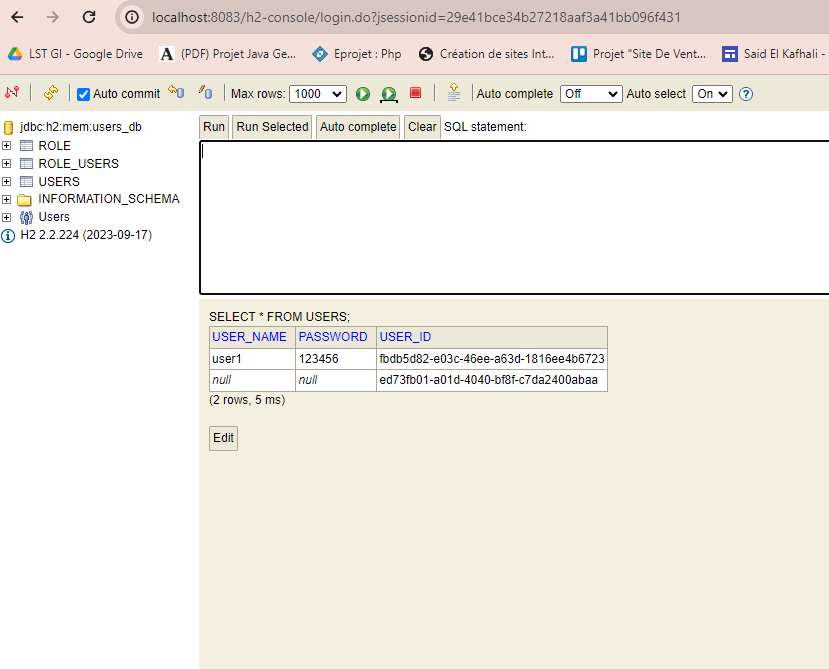 localhost:8083/h2-console/login.do?jsessionid=29e41bce34b27218aaf3a41bb096f431
LST GI - Google Drive
A (PDF) Projet Java Ge...
Eprojet : Php
Création de sites Int...
Projet "Site De Vent...
Said El Kafhali -
Auto commit
Max rows: 1000
Auto complete Off
Auto select On
?
jdbc:h2:mem:users_db
ROLE
ROLE_USERS
USERS
INFORMATION_SCHEMA
Users
H2 2.2.224 (2023-09-17)
Run Run Selected Auto complete Clear SQL statement:
SELECT * FROM USERS;
USER_NAME PASSWORD USER_ID
user1 123456 fbdb5d82-e03c-46ee-a63d-1816ee4b6723
null null ed73fb01-a01d-4040-bf8f-c7da2400abaa
(2 rows, 5 ms)
Edit